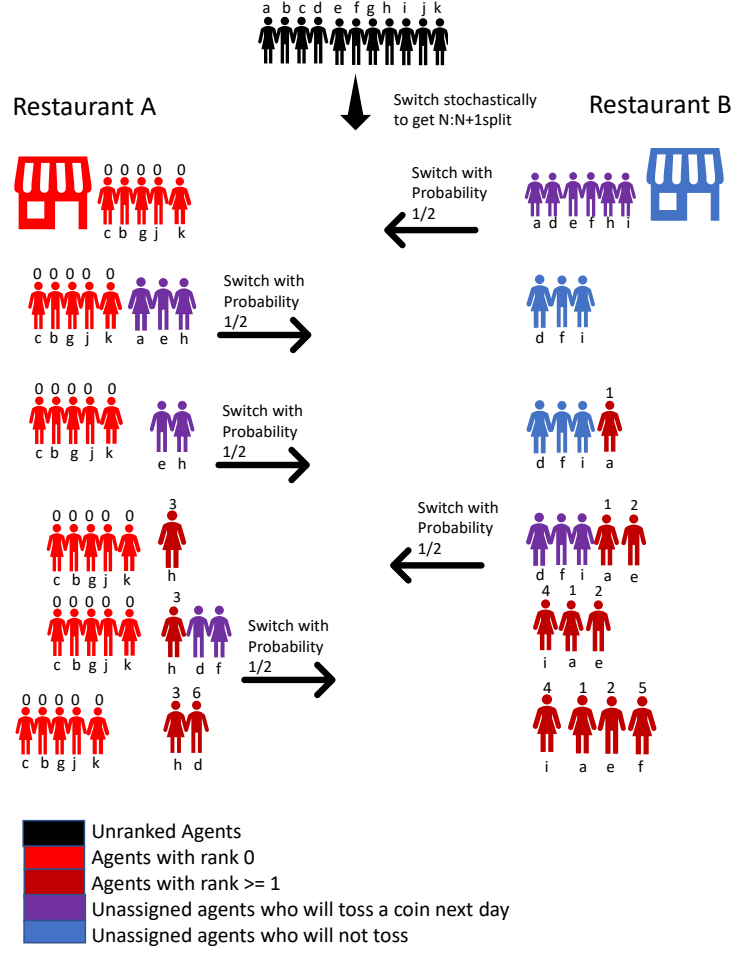 a b c d e f g h i j k
Restaurant A
Switch stochastically
to get N:N+1split
Restaurant B
0 0 0 0 0
c b g j k
Switch with
Probability
1/2
a d e f h i
0 0 0 0 0
c b g j k a e h
Switch with
Probability
1/2
d f i
0 0 0 0 0
c b g j k e h
Switch with
Probability
1/2
1
d f i a
0 0 0 0 0 3
c b g j k h
Switch with
Probability
1/2
1 2
d f i a e
0 0 0 0 0 3
c b g j k h d f
Switch with
Probability
1/2
4 1 2
i a e
0 0 0 0 0 3 6
c b g j k h d
4 1 2 5
i a e f
Unranked Agents
Agents with rank 0
Agents with rank >= 1
Unassigned agents who will toss a coin next day
Unassigned agents who will not toss